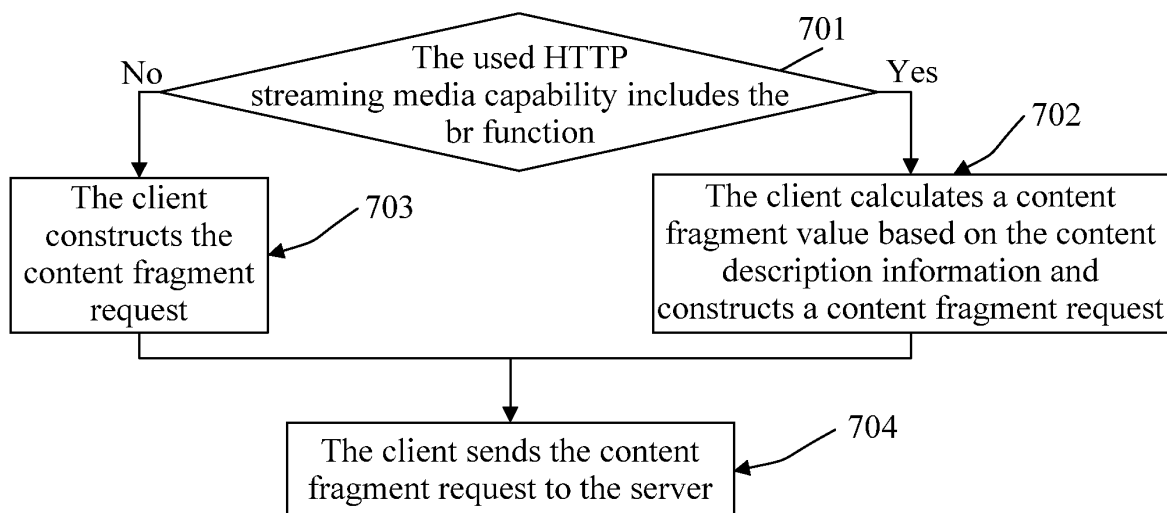 701
No
The used HTTP
streaming media capability includes the
br function
Yes
702
The client
constructs the
content fragment
request
703
The client calculates a content
fragment value based on the content
description information and
constructs a content fragment request
The client sends the content
fragment request to the server
704